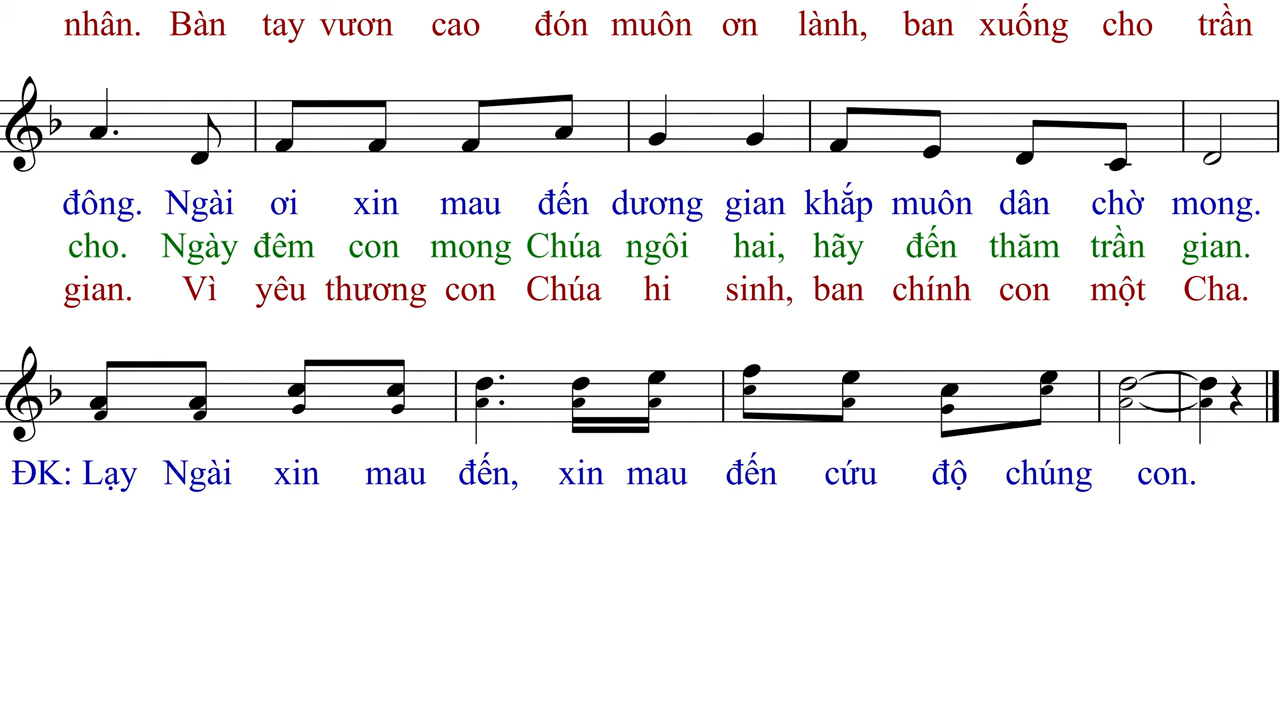 nhân. Bàn tay vươn cao đón muôn ơn lành, ban xuống cho trần
đông. Ngài ơi xin mau đến dương gian khắp muôn dân chờ mong.
cho. Ngày đêm con mong Chúa ngôi hai, hãy đến thăm trần gian.
gian. Vì yêu thương con Chúa hi sinh, ban chính con một Cha.
ĐK: Lạy Ngài xin mau đến, xin mau đến cứu độ chúng con.